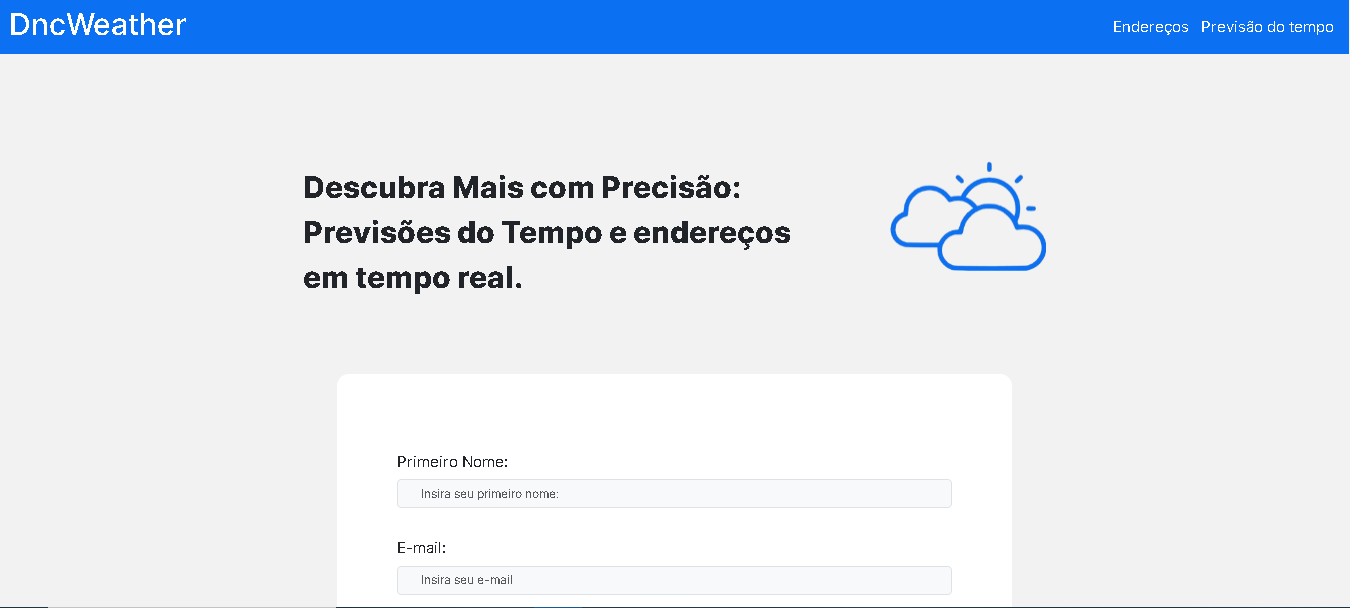 DncWeather
Endereços Previsão do tempo
Descubra Mais com Precisão:
Previsões do Tempo e endereços
em tempo real.
Primeiro Nome:
Insira seu primeiro nome:
E-mail:
Insira seu e-mail